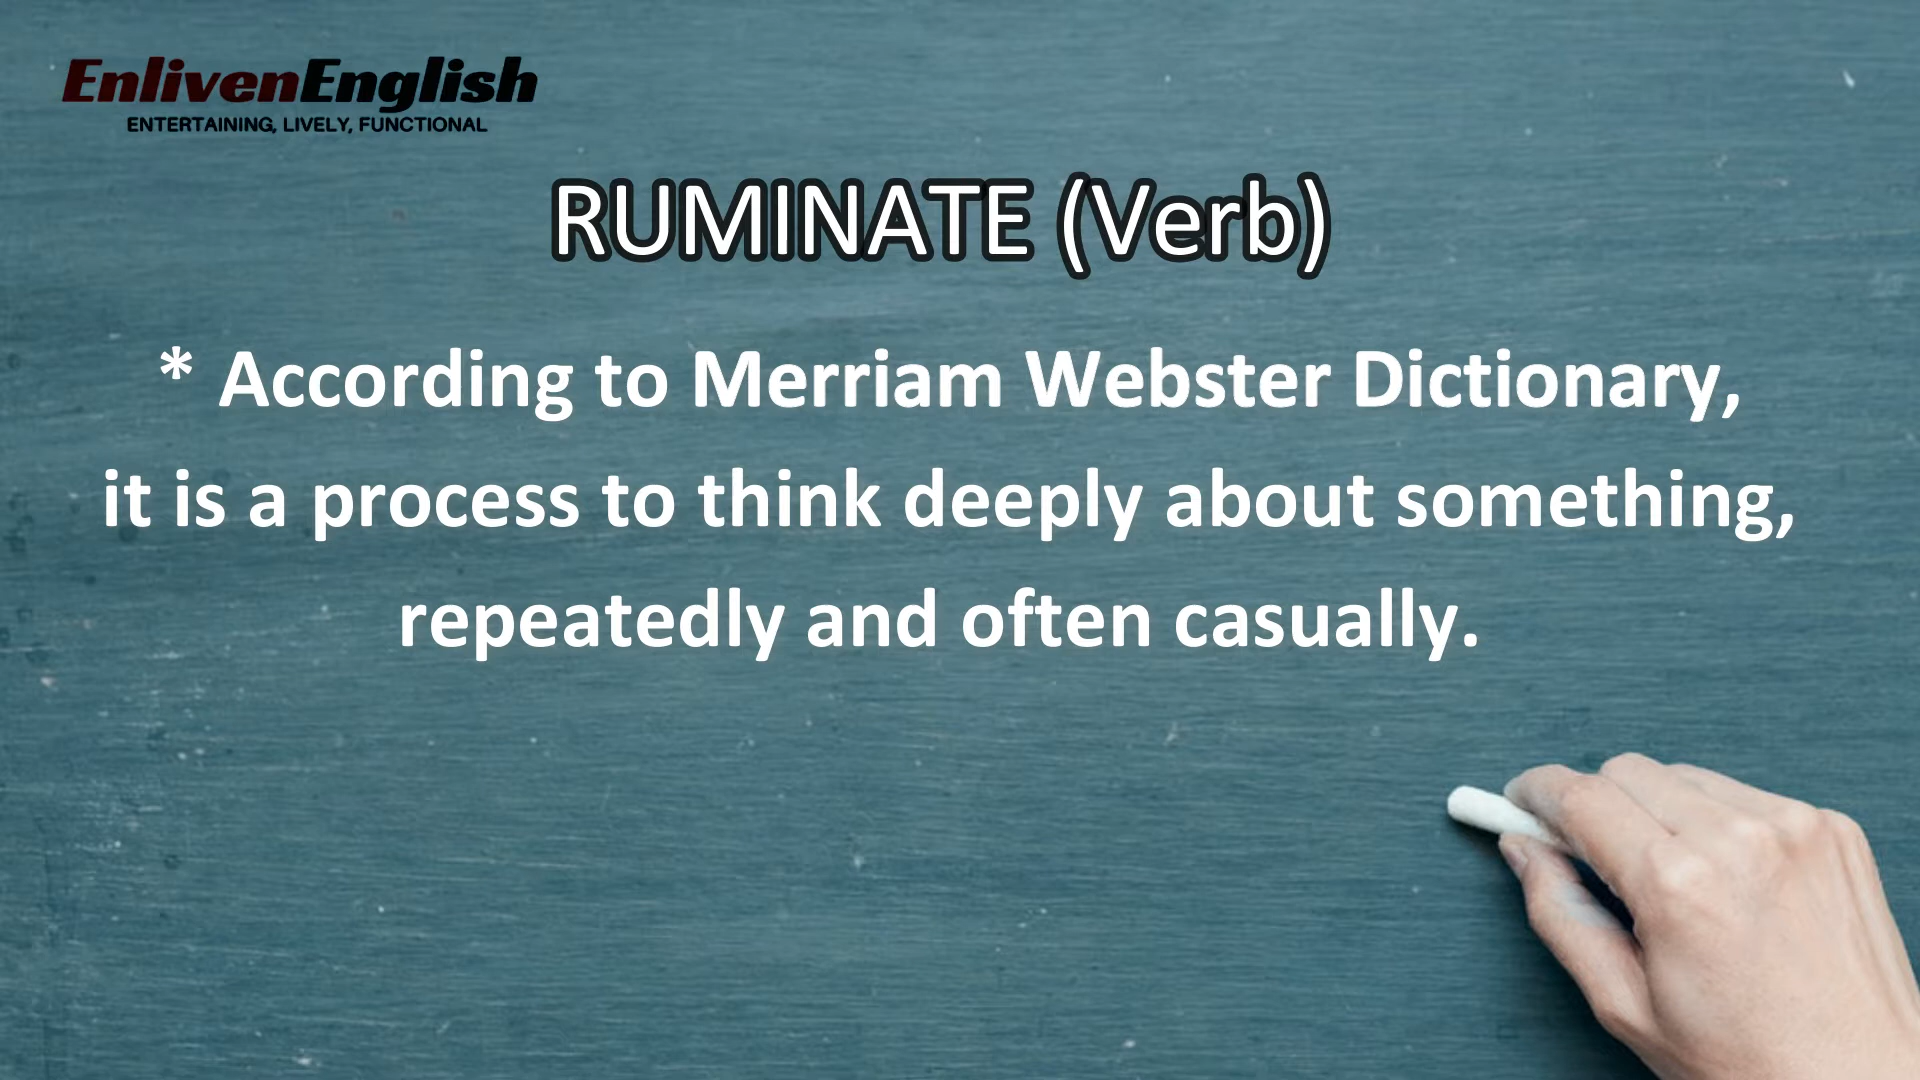 EnlivenEnglish
ENTERTAINING, LIVELY, FUNCTIONAL
RUMINATE (Verb)
* According to Merriam Webster Dictionary,
it is a process to think deeply about something,
repeatedly and often casually.